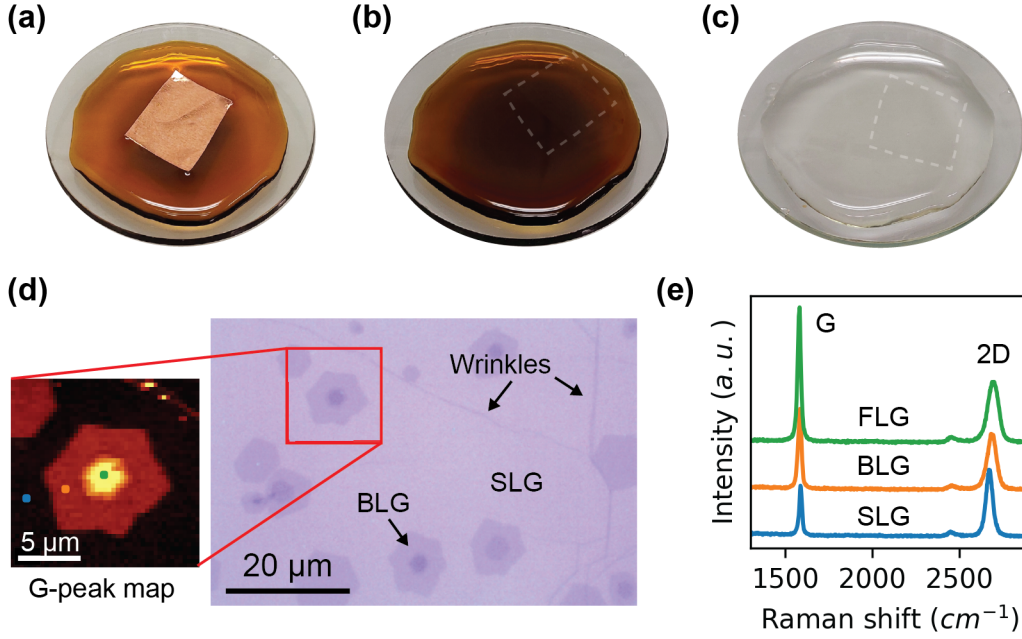 (a)
(b)
(c)
(d)
Wrinkles
SLG
BLG
5 μm
20 μm
G-peak map
(e)
G
2D
FLG
BLG
SLG
Intensity (a.u.)
1500
2000
2500
Raman shift (cm⁻¹)